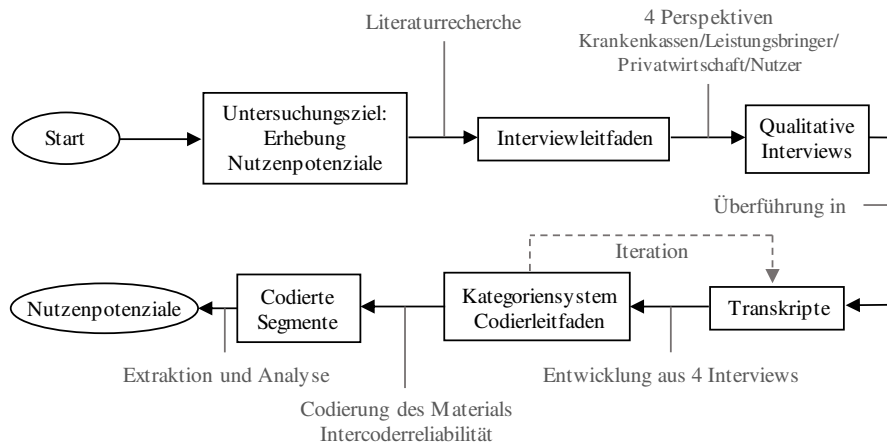 Literaturrecherche
4 Perspektiven
Krankenkassen/Leistungsbringer/
Privatwirtschaft/Nutzer
Start
Untersuchungsziel:
Erhebung
Nutzenpotenziale
Interviewleitfaden
Qualitative
Interviews
Überführung in
Iteration
Nutzenpotenziale
Codierte
Segmente
Kategoriensystem
Codierleitfaden
Transkripte
Extraktion und Analyse
Codierung des Materials
Intercoderreliabilität
Entwicklung aus 4 Interviews